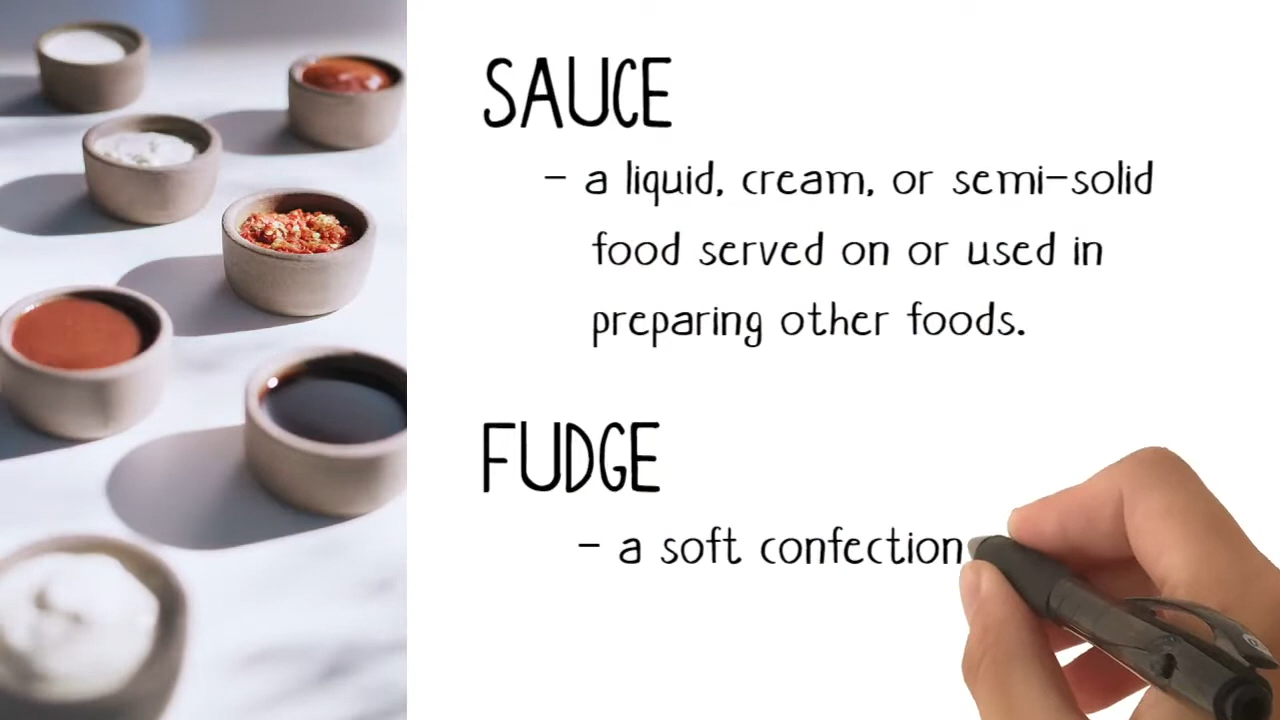 SAUCE
- a liquid, cream, or semi-solid
food served on or used in
preparing other foods.
FUDGE
- a soft confection